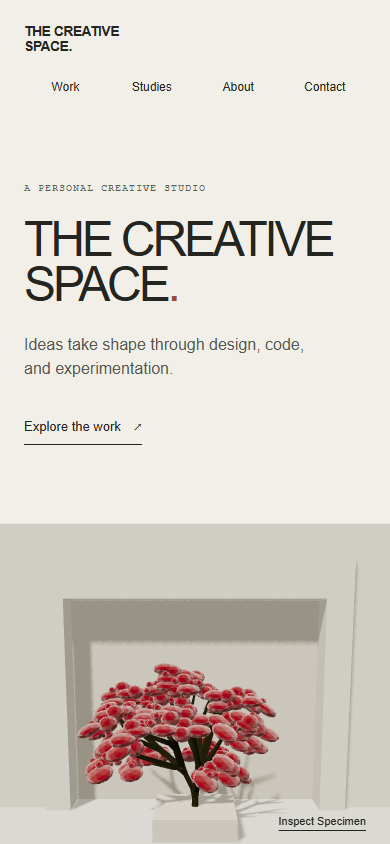 THE CREATIVE
SPACE.
Work Studies About Contact
A PERSONAL CREATIVE STUDIO
THE CREATIVE
SPACE.
Ideas take shape through design, code,
and experimentation.
Explore the work ↗
Inspect Specimen